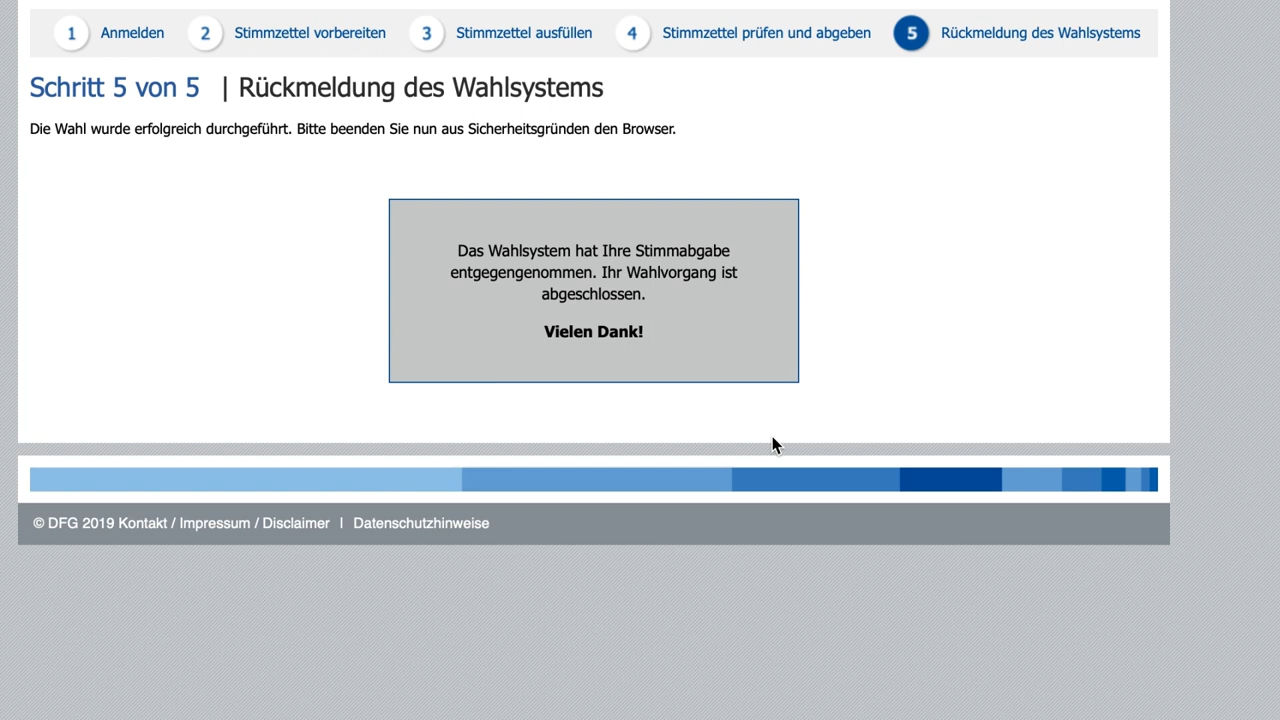 1 Anmelden 2 Stimmzettel vorbereiten 3 Stimmzettel ausfüllen 4 Stimmzettel prüfen und abgeben 5 Rückmeldung des Wahlsystems
Schritt 5 von 5 | Rückmeldung des Wahlsystems
Die Wahl wurde erfolgreich durchgeführt. Bitte beenden Sie nun aus Sicherheitsgründen den Browser.
Das Wahlsystem hat Ihre Stimmabgabe
entgegengenommen. Ihr Wahlvorgang ist
abgeschlossen.
Vielen Dank!
© DFG 2019 Kontakt / Impressum / Disclaimer | Datenschutzhinweise